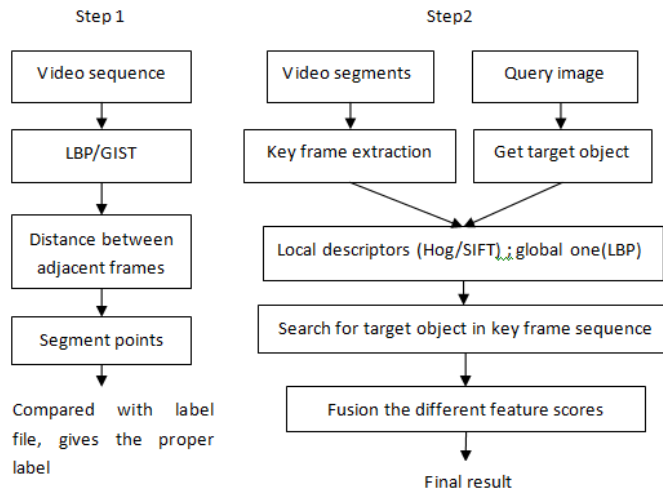 Step 1
Video sequence
LBP/GIST
Distance between
adjacent frames
Segment points
Compared with label
file, gives the proper
label
Step2
Video segments
Query image
Key frame extraction
Get target object
Local descriptors (Hog/SIFT) ; global one(LBP)
Search for target object in key frame sequence
Fusion the different feature scores
Final result